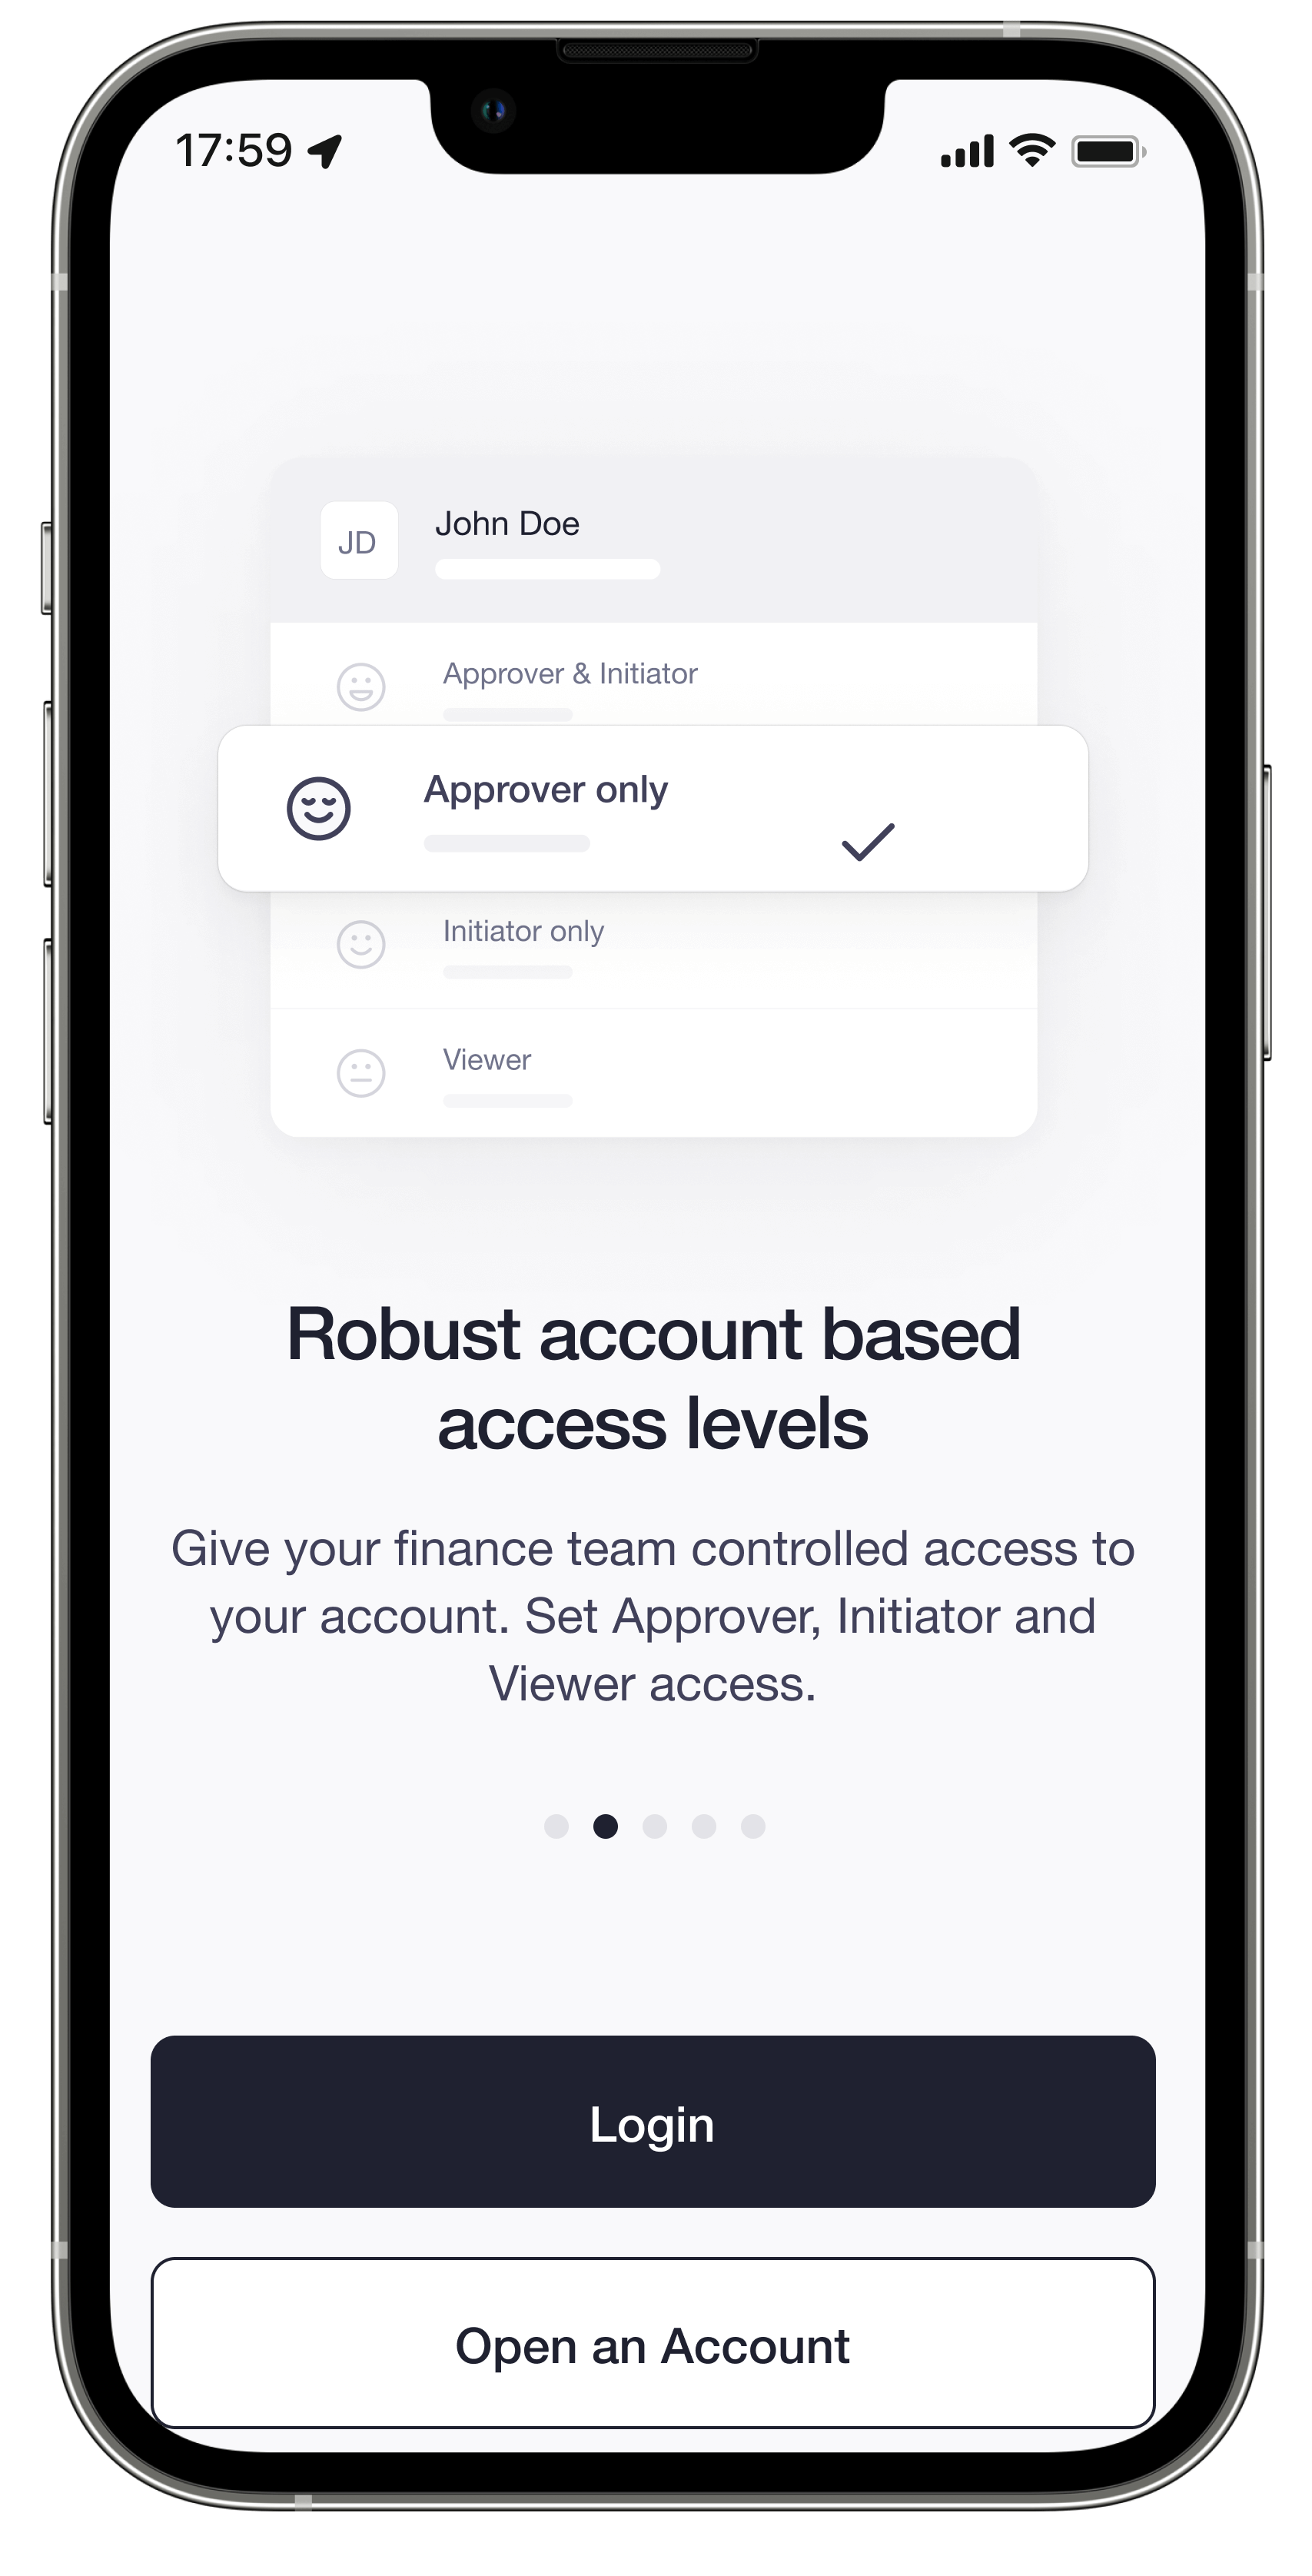 17:59
JD
John Doe
Approver & Initiator
Approver only
Initiator only
Viewer
Robust account based
access levels
Give your finance team controlled access to
your account. Set Approver, Initiator and
Viewer access.
Login
Open an Account